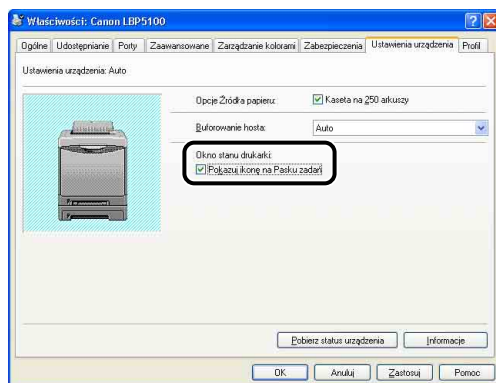 Właściwości: Canon LBP5100
Ogólne Udostępnianie Porty Zaawansowane Zarządzanie kolorami Zabezpieczenia Ustawienia urządzenia Profil
Ustawienia urządzenia: Auto
Opcje Źródła papieru: Kaseta na 250 arkuszy
Buforowanie hosta: Auto
Okno stanu drukarki:
Pokazuj ikonę na Pasku zadań
Pobierz status urządzenia Informacje
OK Anuluj Zastosuj Pomoc